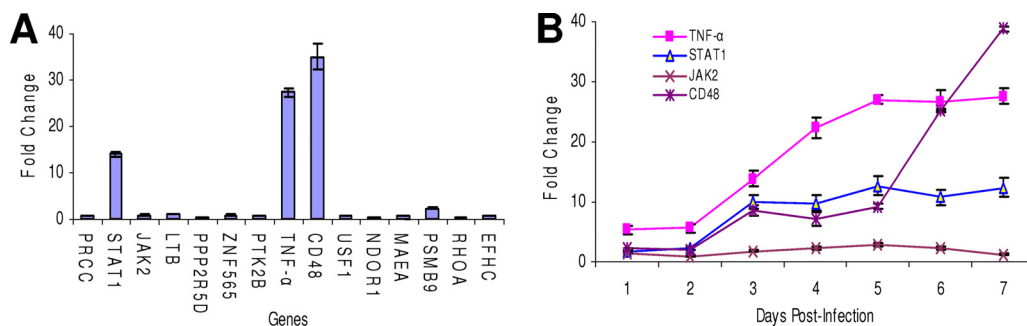 A
Fold Change
40
30
20
10
0
PRCC
STAT1
JAK2
LTB
PPP2R5D
ZNF565
PTK2B
TNF-α
CD48
USF1
NDOR1
MAEA
PSMB9
RHOA
EFHC
Genes
B
Fold Change
40
30
20
10
0
TNF-α
STAT1
JAK2
CD48
1 2 3 4 5 6 7
Days Post-Infection